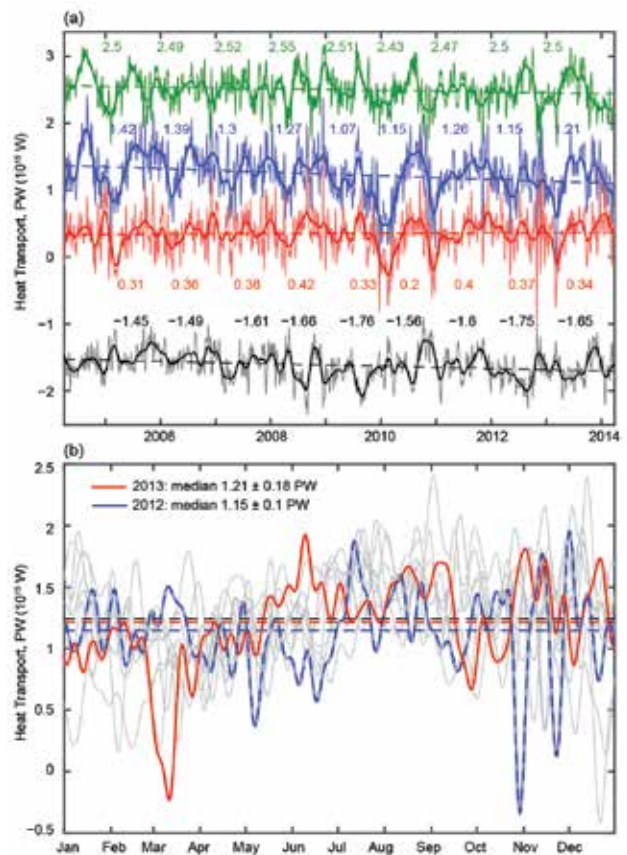 (a)
2.5 2.49 2.52 2.55 2.51 2.43 2.47 2.5 2.5
3
1.42 1.39 1.3 1.27 1.07 1.15 1.26 1.15 1.21
2
1
0
0.31 0.36 0.38 0.42 0.33 0.2 0.4 0.37 0.34
−1
−1.45 −1.49 −1.61 −1.66 −1.76 −1.56 −1.6 −1.75 −1.65
−2
Heat Transport, PW (10¹⁵ W)
2006 2008 2010 2012 2014
(b)
2.5
2013: median 1.21 ± 0.18 PW
2012: median 1.15 ± 0.1 PW
2
1.5
1
0.5
0
−0.5
Heat Transport, PW (10¹⁵ W)
Jan Feb Mar Apr May Jun Jul Aug Sep Oct Nov Dec